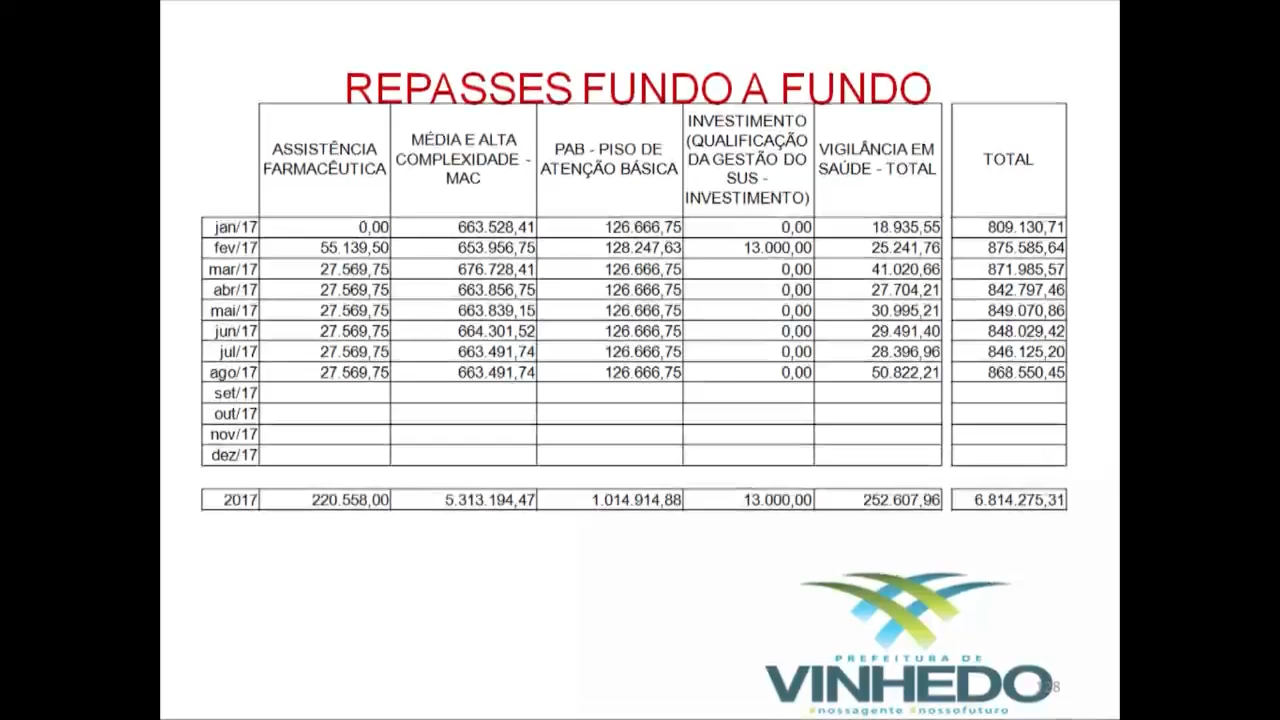 REPASSES FUNDO A FUNDO
ASSISTÊNCIA FARMACÊUTICA MÉDIA E ALTA COMPLEXIDADE - MAC PAB - PISO DE ATENÇÃO BÁSICA INVESTIMENTO (QUALIFICAÇÃO DA GESTÃO DO SUS - INVESTIMENTO) VIGILÂNCIA EM SAÚDE - TOTAL TOTAL
jan/17 0,00 663.528,41 126.666,75 0,00 18.935,55 809.130,71
fev/17 55.139,50 653.956,75 128.247,63 13.000,00 25.241,76 875.585,64
mar/17 27.569,75 676.728,41 126.666,75 0,00 41.020,66 871.985,57
abr/17 27.569,75 663.856,75 126.666,75 0,00 27.704,21 842.797,46
mai/17 27.569,75 663.839,15 126.666,75 0,00 30.995,21 849.070,86
jun/17 27.569,75 664.301,52 126.666,75 0,00 29.491,40 848.029,42
jul/17 27.569,75 663.491,74 126.666,75 0,00 28.396,96 846.125,20
ago/17 27.569,75 663.491,74 126.666,75 0,00 50.822,21 868.550,45
set/17
out/17
nov/17
dez/17
2017 220.558,00 5.313.194,47 1.014.914,88 13.000,00 252.607,96 6.814.275,31
PREFEITURA DE
VINHEDO
#nossagente #nossofuturo